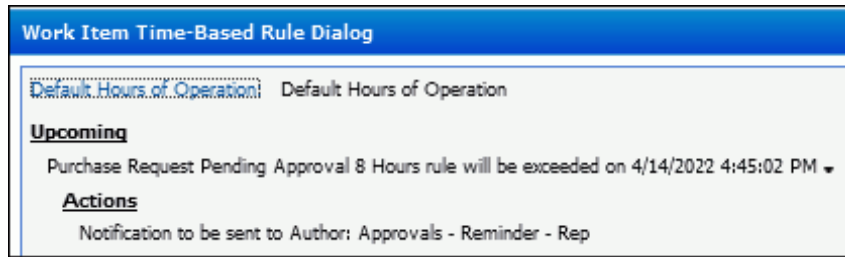 Work Item Time-Based Rule Dialog
Default Hours of Operation Default Hours of Operation
Upcoming
Purchase Request Pending Approval 8 Hours rule will be exceeded on 4/14/2022 4:45:02 PM
Actions
Notification to be sent to Author: Approvals - Reminder - Rep